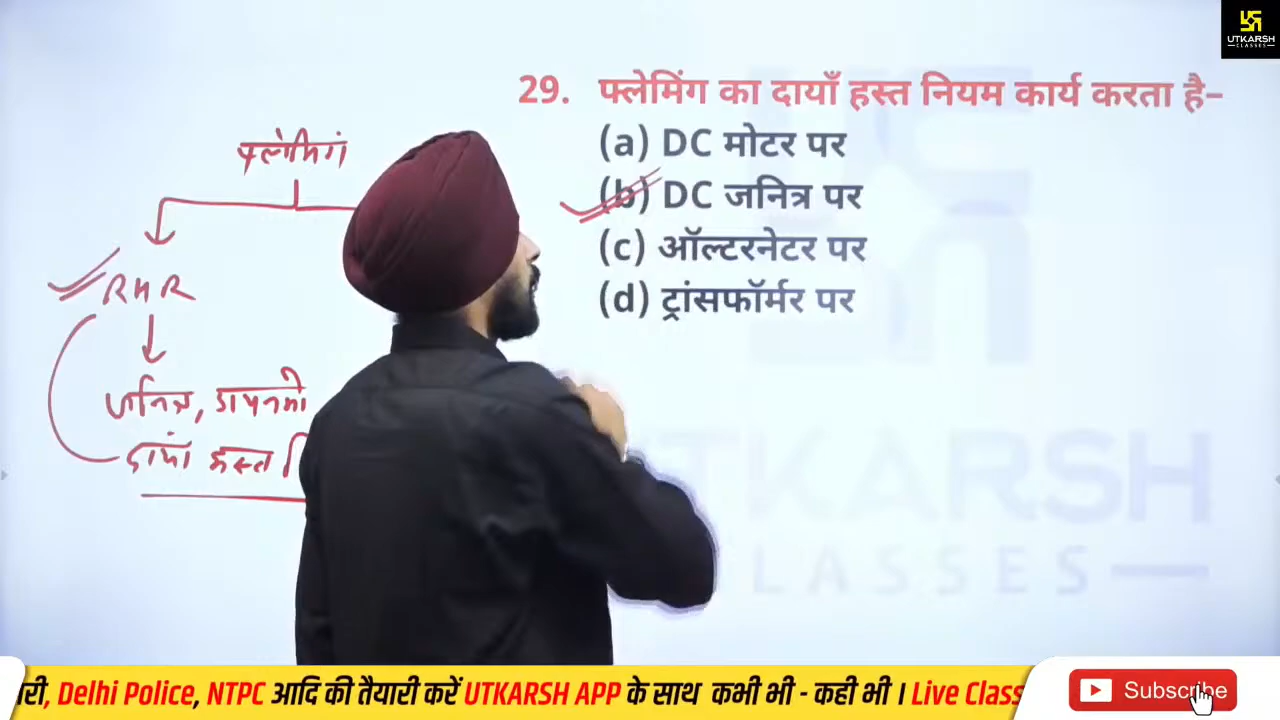 UTKARSH
CLASSES
29. फ्लेमिंग का दायाँ हस्त नियम कार्य करता है–
(a) DC मोटर पर
(b) DC जनित्र पर
(c) ऑल्टरनेटर पर
(d) ट्रांसफॉर्मर पर
फ्लेमिंग
RHR
जनित्र, डायनमो
दायां हस्त
UTKARSH
CLASSES
री, Delhi Police, NTPC आदि की तैयारी करें UTKARSH APP के साथ कभी भी - कही भी । Live Class
Subscribe